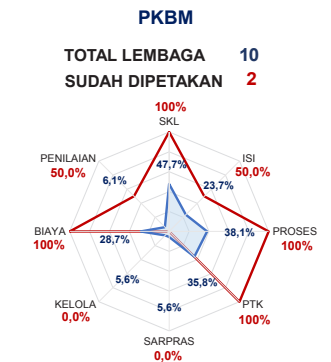 PKBM
TOTAL LEMBAGA 10
SUDAH DIPETAKAN 2
100%
SKL
PENILAIAN
50,0%
ISI
50,0%
47,7%
6,1%
23,7%
BIAYA
100%
28,7%
38,1%
PROSES
100%
5,6%
35,8%
KELOLA
0,0%
5,6%
PTK
100%
SARPRAS
0,0%